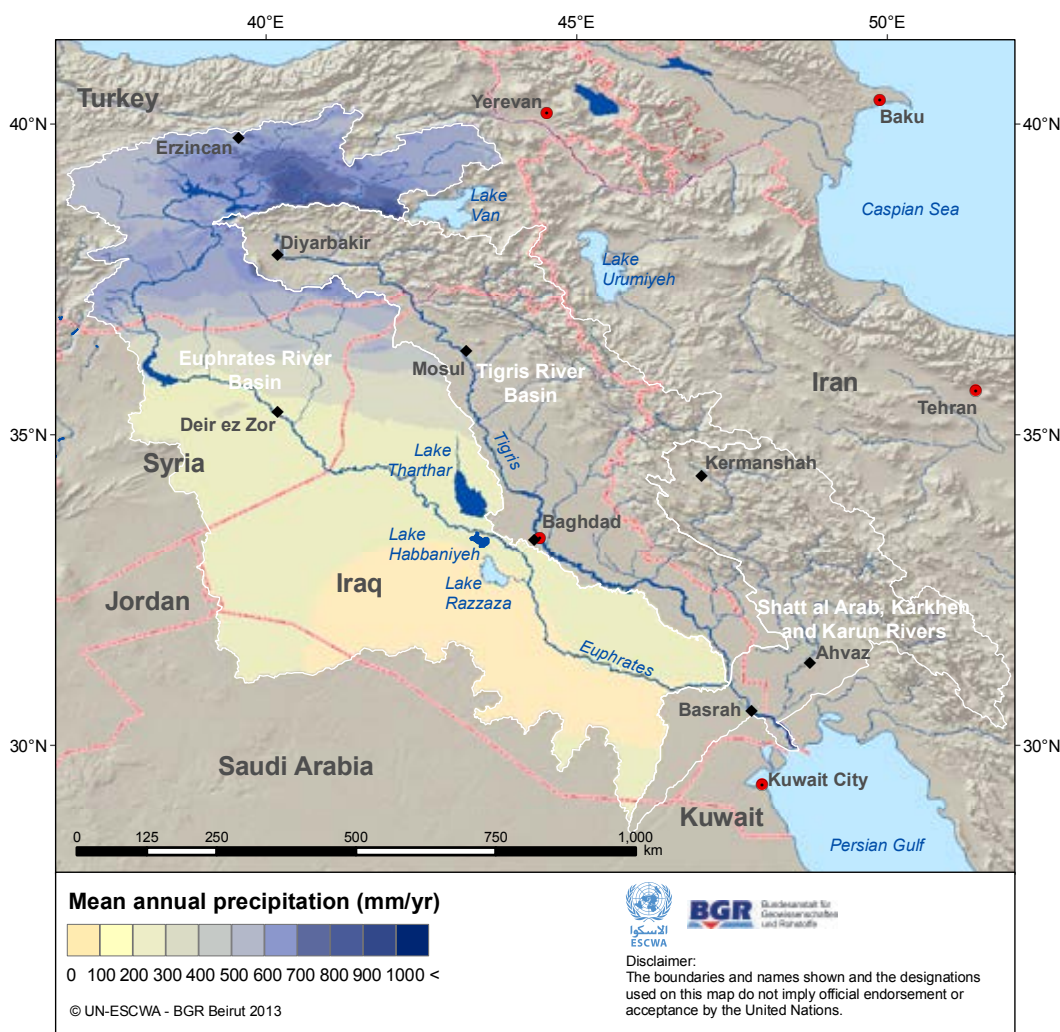 40°E 45°E 50°E
Turkey
Yerevan
Baku
40°N 40°N
Erzincan
Lake
Van
Caspian Sea
Diyarbakir
Lake
Urumiyeh
Euphrates River
Basin
Mosul
Tigris River
Basin
Iran
Tehran
Deir ez Zor
35°N 35°N
Syria
Lake
Tharthar
Tigris
Kermanshah
Baghdad
Lake
Habbaniyeh
Iraq
Lake
Razzaza
Jordan
Shatt al Arab, Karkheh
and Karun Rivers
Euphrates
Ahvaz
Basrah
30°N 30°N
Saudi Arabia
Kuwait City
Kuwait
Persian Gulf
0 125 250 500 750 1,000
km
Mean annual precipitation (mm/yr)
0 100 200 300 400 500 600 700 800 900 1000 <
© UN-ESCWA - BGR Beirut 2013
الاسكوا
ESCWA
BGR
Bundesanstalt für
Geowissenschaften
und Rohstoffe
Disclaimer:
The boundaries and names shown and the designations
used on this map do not imply official endorsement or
acceptance by the United Nations.